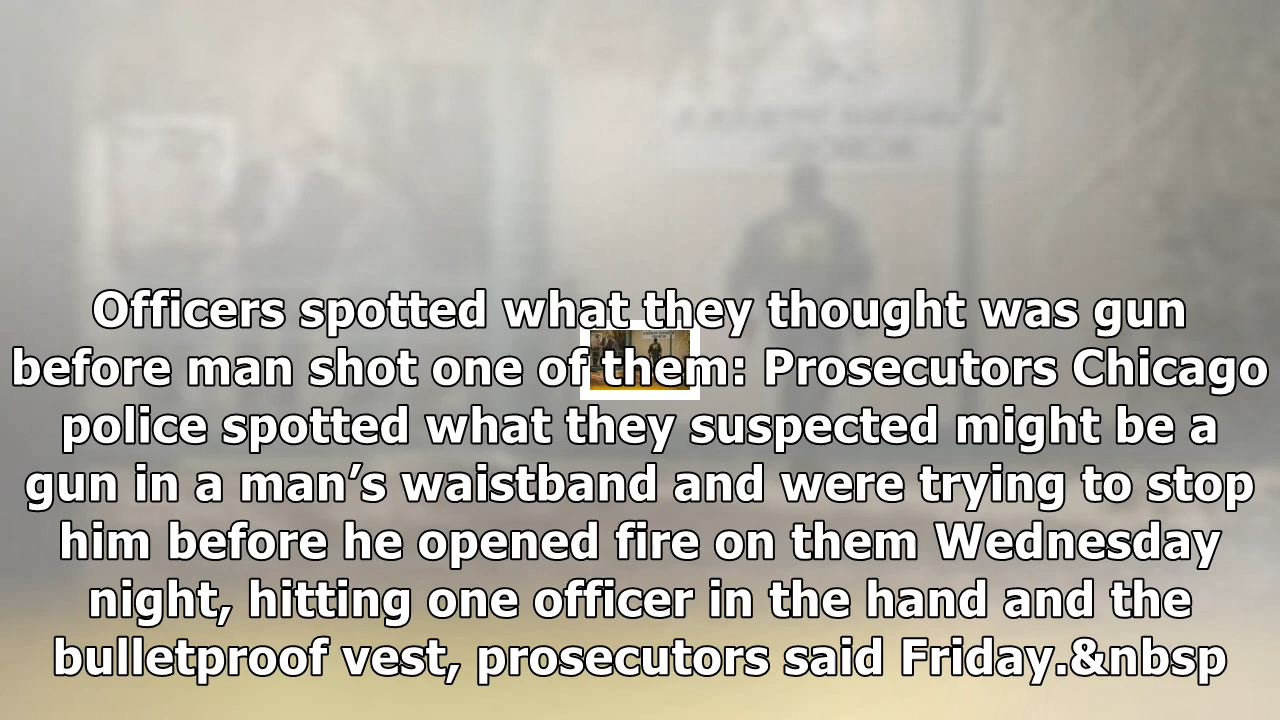 Officers spotted what they thought was gun
before man shot one of them: Prosecutors Chicago
police spotted what they suspected might be a
gun in a man’s waistband and were trying to stop
him before he opened fire on them Wednesday
night, hitting one officer in the hand and the
bulletproof vest, prosecutors said Friday.&nbsp